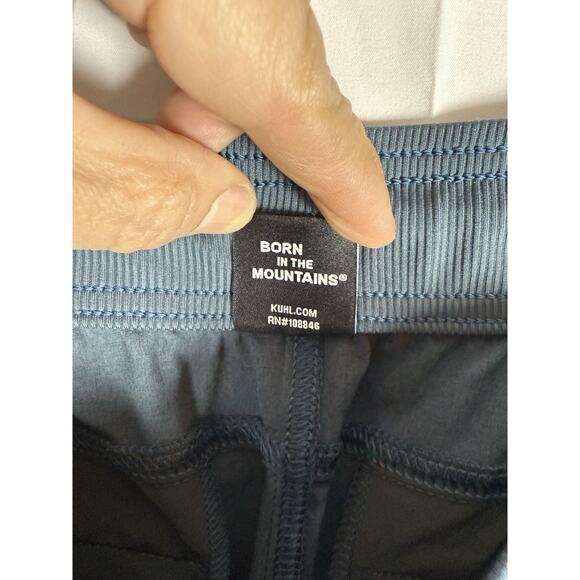 BORN
IN THE
MOUNTAINS®
KUHL.COM
RN#108846